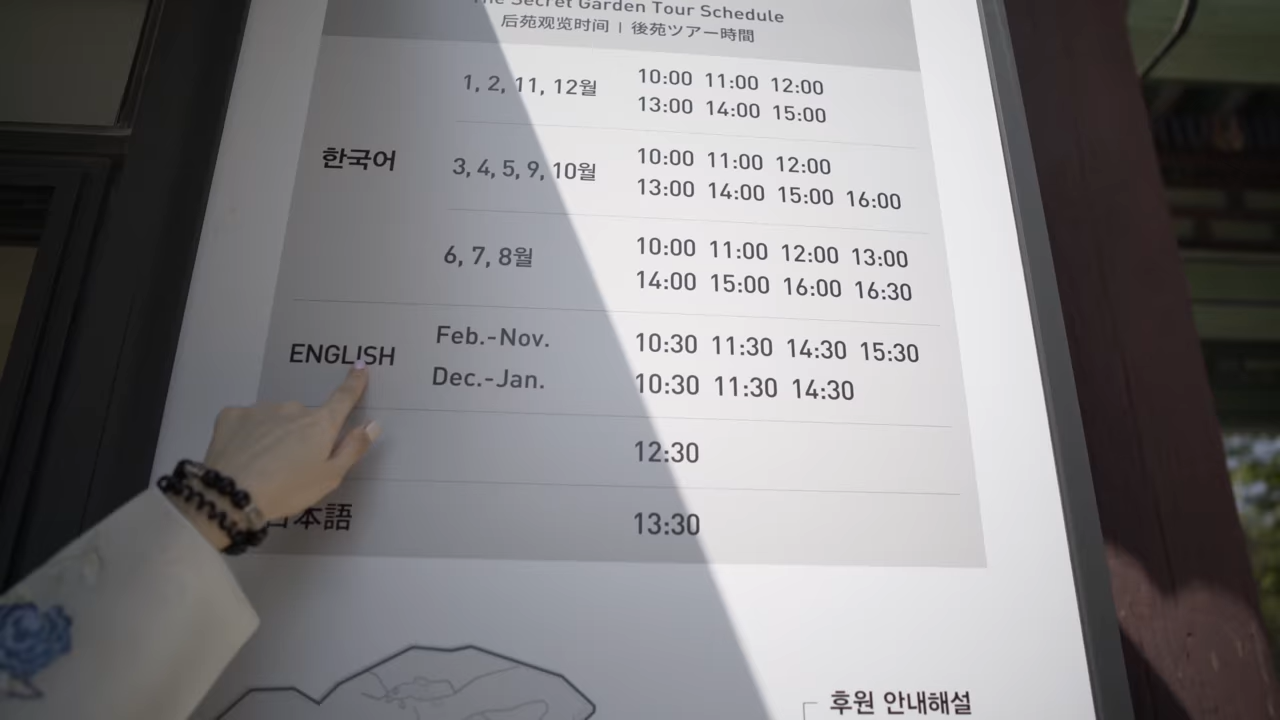 The Secret Garden Tour Schedule
后苑观览时间 | 後苑ツアー時間
한국어
1, 2, 11, 12월 10:00 11:00 12:00
13:00 14:00 15:00
3, 4, 5, 9, 10월 10:00 11:00 12:00
13:00 14:00 15:00 16:00
6, 7, 8월 10:00 11:00 12:00 13:00
14:00 15:00 16:00 16:30
ENGLISH
Feb.-Nov. 10:30 11:30 14:30 15:30
Dec.-Jan. 10:30 11:30 14:30
12:30
日本語 13:30
후원 안내해설